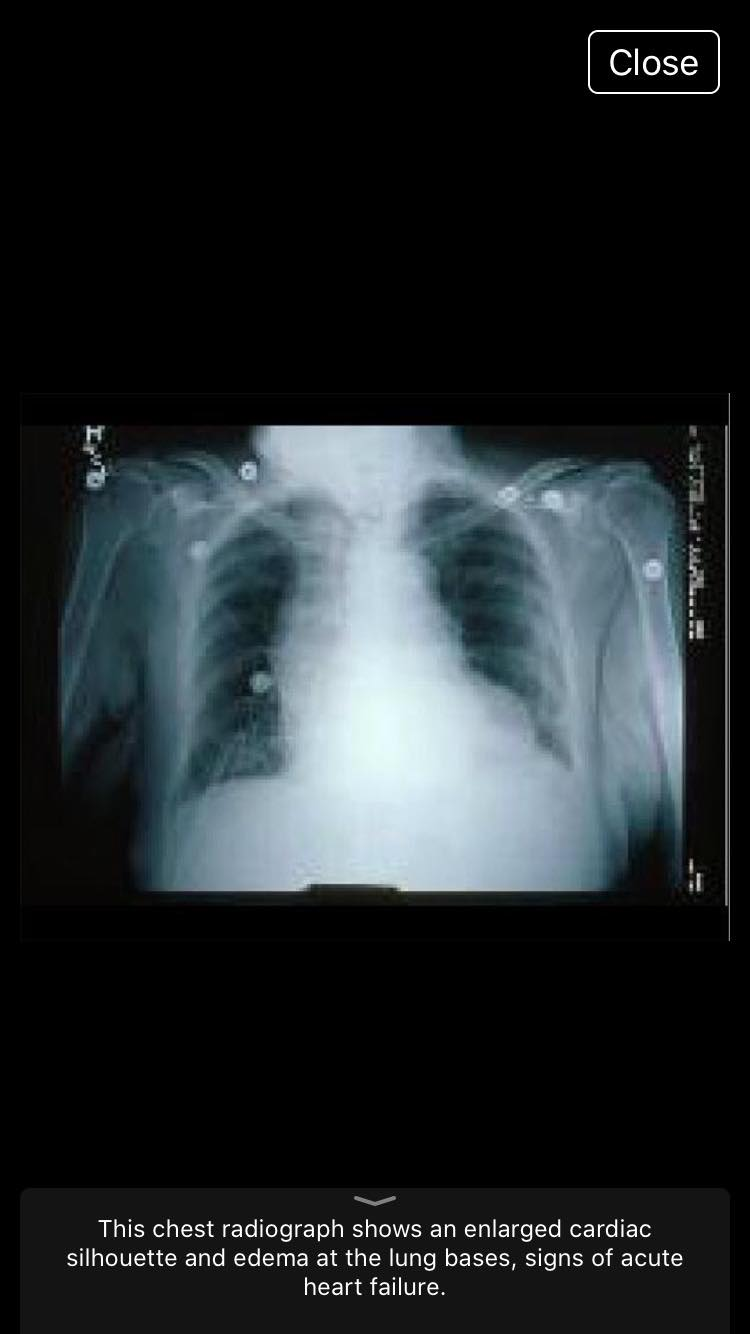 Close
This chest radiograph shows an enlarged cardiac
silhouette and edema at the lung bases, signs of acute
heart failure.